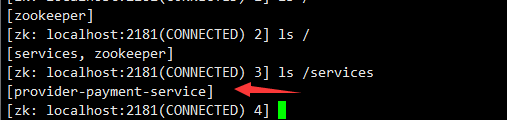 [zookeeper]
[zk: localhost:2181(CONNECTED) 2] ls /
[services, zookeeper]
[zk: localhost:2181(CONNECTED) 3] ls /services
[provider-payment-service]
[zk: localhost:2181(CONNECTED) 4]